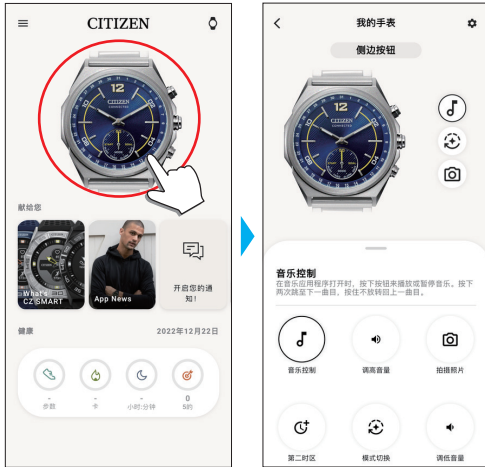 CITIZEN
12
CITIZEN
献给您
What's
CZ SMART
App News
开启您的通
知！
健康
2022年12月22日
-
步数
-
卡
-
小时:分钟
0
5的
我的手表
侧边按钮
12
CITIZEN
音乐控制
在音乐应用程序打开时，按下按钮来播放或暂停音乐。按下
两次跳至下一曲目，按住不放转回上一曲目。
音乐控制
调高音量
拍摄照片
第二时区
模式切换
调低音量